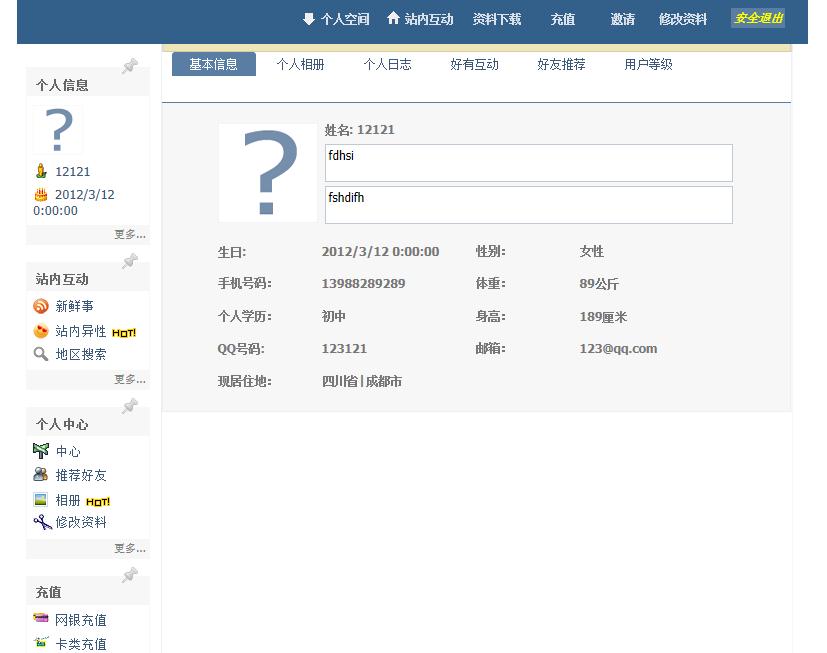 个人空间 站内互动 资料下载 充值 邀请 修改资料 安全退出
基本信息 个人相册 个人日志 好有互动 好友推荐 用户等级
个人信息
?
12121
2012/3/12
0:00:00
更多...
站内互动
新鲜事
站内异性 HOT!
地区搜索
更多...
个人中心
中心
推荐好友
相册 HOT!
修改资料
更多...
充值
网银充值
卡类充值
?
姓名: 12121
fdhsi
fshdifh
生日: 2012/3/12 0:00:00 性别: 女性
手机号码: 13988289289 体重: 89公斤
个人学历: 初中 身高: 189厘米
QQ号码: 123121 邮箱: 123@qq.com
现居住地: 四川省|成都市